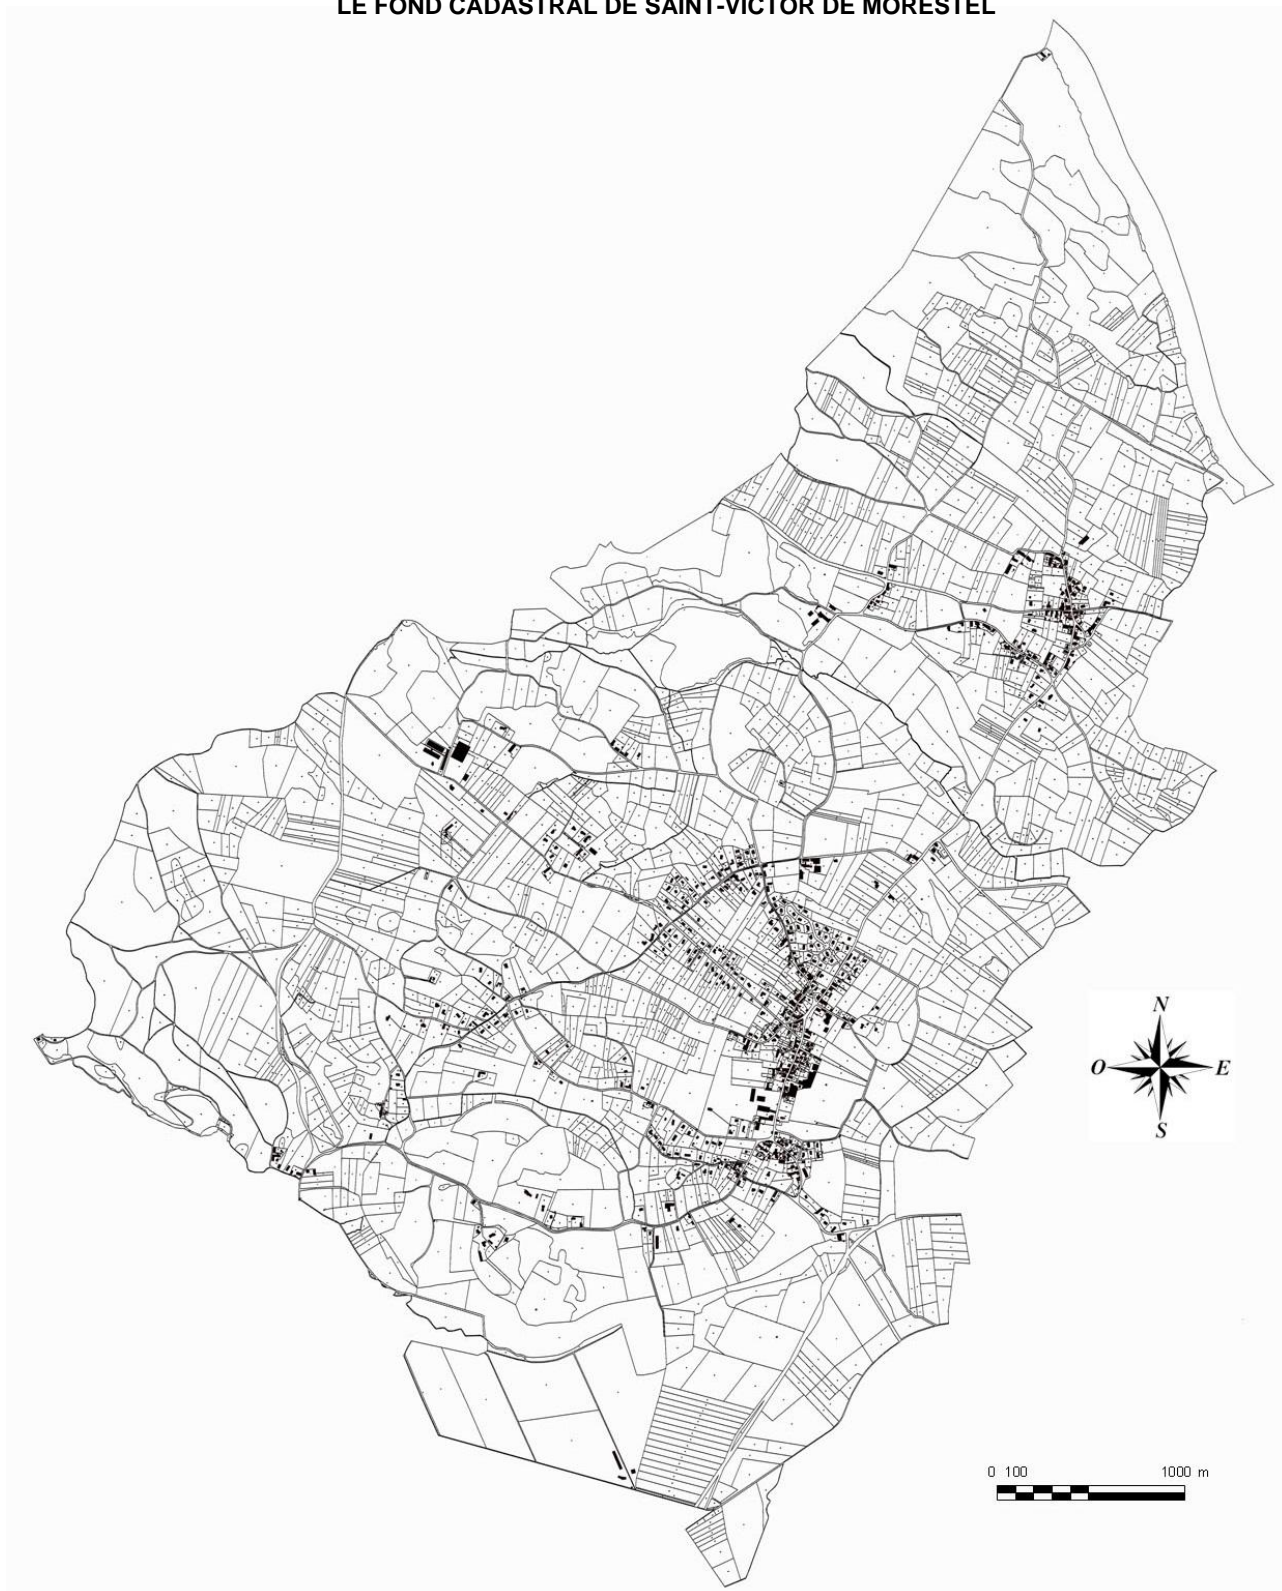 LE FOND CADASTRAL DE SAINT-VICTOR DE MORESTEL
N
O E
S
0 100 1000 m